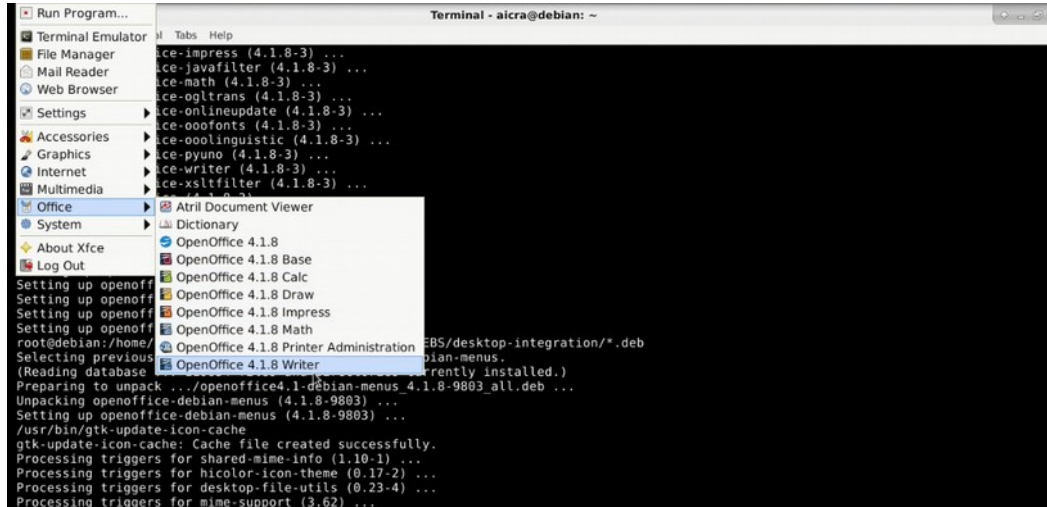 Terminal - aicra@debian: ~
Run Program...
Terminal Emulator
File Manager
Mail Reader
Web Browser
Settings
Accessories
Graphics
Internet
Multimedia
Office
System
About Xfce
Log Out
Tabs Help
ice-impress (4.1.8-3) ...
ice-javafilter (4.1.8-3) ...
ice-math (4.1.8-3) ...
ice-ogltrans (4.1.8-3) ...
ice-onlineupdate (4.1.8-3) ...
ice-ooofonts (4.1.8-3) ...
ice-ooolinguistic (4.1.8-3) ...
ice-pyuno (4.1.8-3) ...
ice-writer (4.1.8-3) ...
ice-xsltfilter (4.1.8-3) ...
Atril Document Viewer
Dictionary
OpenOffice 4.1.8
OpenOffice 4.1.8 Base
OpenOffice 4.1.8 Calc
OpenOffice 4.1.8 Draw
OpenOffice 4.1.8 Impress
OpenOffice 4.1.8 Math
OpenOffice 4.1.8 Printer Administration
OpenOffice 4.1.8 Writer
Setting up openoff
Setting up openoff
Setting up openoff
Setting up openoff
root@debian:/home/ EBS/desktop-integration/*.deb
Selecting previous bian-menus.
(Reading database rrently installed.)
Preparing to unpack .../openoffice4.1-debian-menus_4.1.8-9803_all.deb ...
Unpacking openoffice-debian-menus (4.1.8-9803) ...
Setting up openoffice-debian-menus (4.1.8-9803) ...
/usr/bin/gtk-update-icon-cache
gtk-update-icon-cache: Cache file created successfully.
Processing triggers for shared-mime-info (1.10-1) ...
Processing triggers for hicolor-icon-theme (0.17-2) ...
Processing triggers for desktop-file-utils (0.23-4) ...
Processing triggers for mime-support (3.62) ...